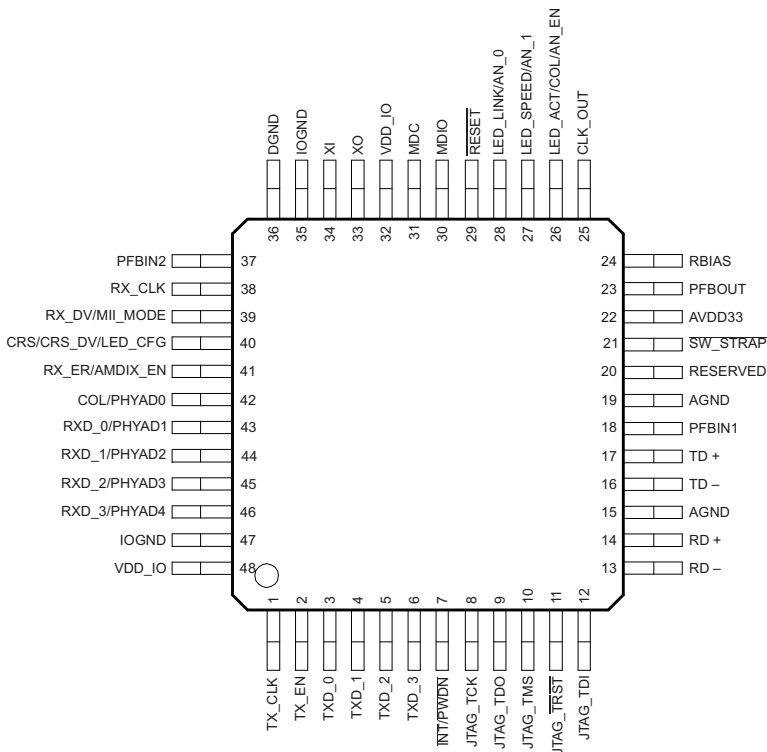 DGND
IOGND
XI
XO
VDD_IO
MDC
MDIO
RESET
LED_LINK/AN_0
LED_SPEED/AN_1
LED_ACT/COL/AN_EN
CLK_OUT
36
35
34
33
32
31
30
29
28
27
26
25
PFBIN2 37
RX_CLK 38
RX_DV/MII_MODE 39
CRS/CRS_DV/LED_CFG 40
RX_ER/AMDIX_EN 41
COL/PHYAD0 42
RXD_0/PHYAD1 43
RXD_1/PHYAD2 44
RXD_2/PHYAD3 45
RXD_3/PHYAD4 46
IOGND 47
VDD_IO 48
24 RBIAS
23 PFBOUT
22 AVDD33
21 SW_STRAP
20 RESERVED
19 AGND
18 PFBIN1
17 TD +
16 TD –
15 AGND
14 RD +
13 RD –
1
2
3
4
5
6
7
8
9
10
11
12
TX_CLK
TX_EN
TXD_0
TXD_1
TXD_2
TXD_3
INT/PWDN
JTAG_TCK
JTAG_TDO
JTAG_TMS
JTAG_TRST
JTAG_TDI